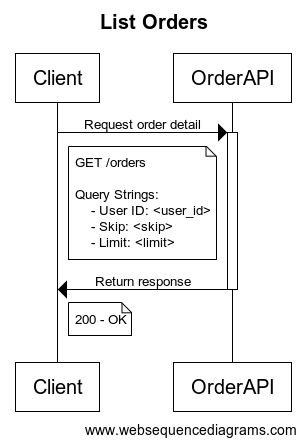 List Orders
Client
OrderAPI
Request order detail
GET /orders
Query Strings:
- User ID: <user_id>
- Skip: <skip>
- Limit: <limit>
Return response
200 - OK
Client
OrderAPI
www.websequencediagrams.com